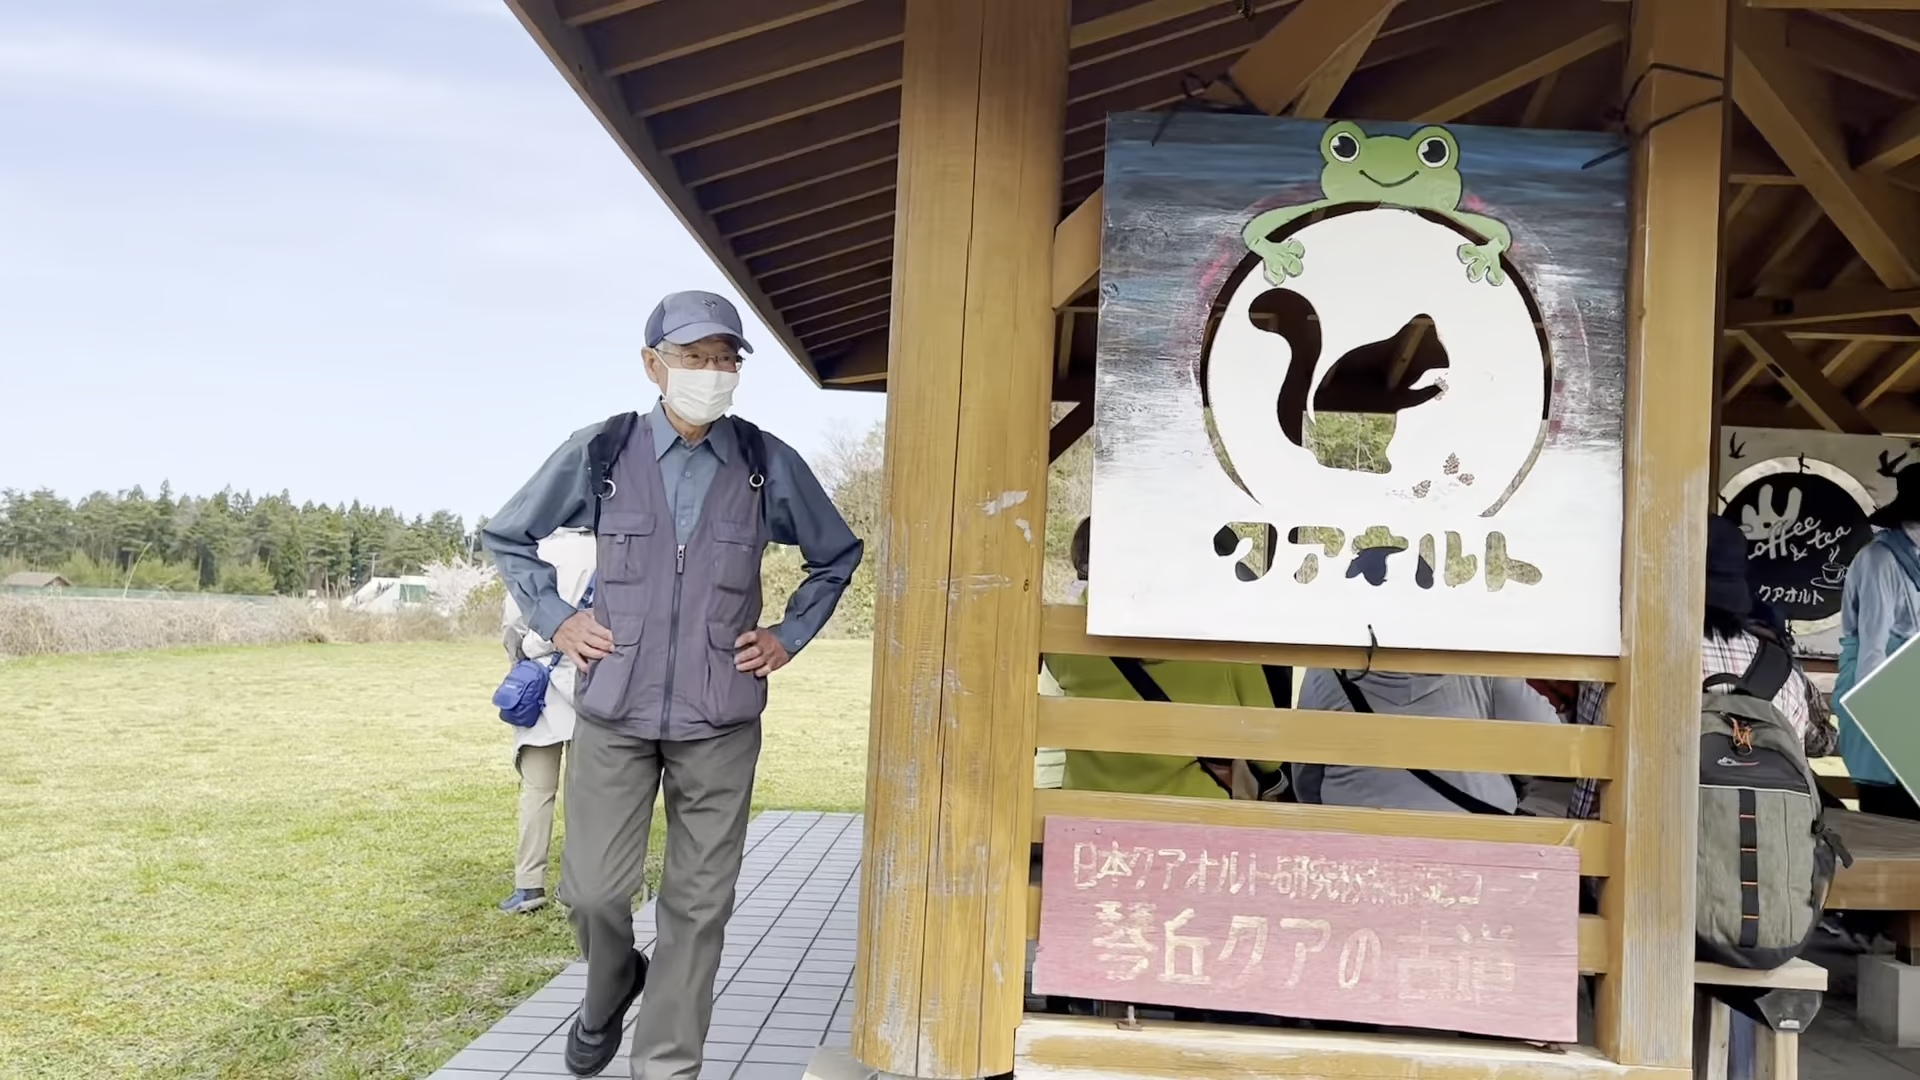 クアオルト
日本クアオルト研究所認定コース
琴丘クアの古道
Coffee
& tea
クアオルト